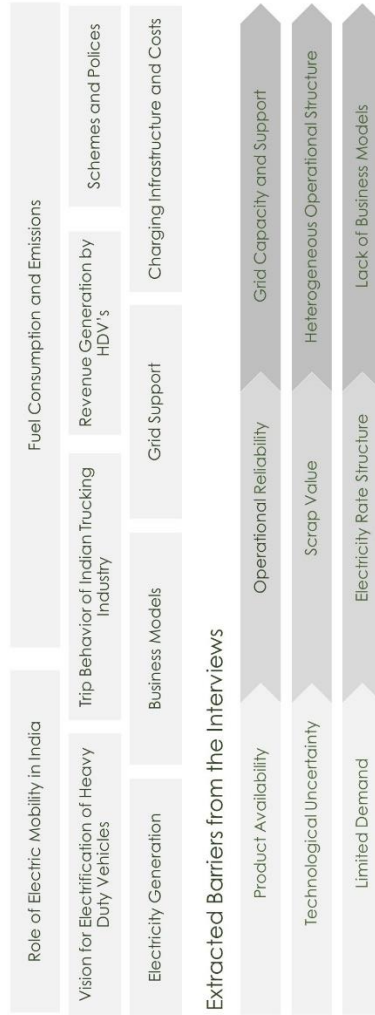 Role of Electric Mobility in India
Fuel Consumption and Emissions
Vision for Electrification of Heavy
Duty Vehicles
Trip Behavior of Indian Trucking
Industry
Revenue Generation by
HDV's
Schemes and Polices
Electricity Generation
Business Models
Grid Support
Charging Infrastructure and Costs
Extracted Barriers from the Interviews
Product Availability
Operational Reliability
Grid Capacity and Support
Technological Uncertainty
Scrap Value
Heterogeneous Operational Structure
Limited Demand
Electricity Rate Structure
Lack of Business Models